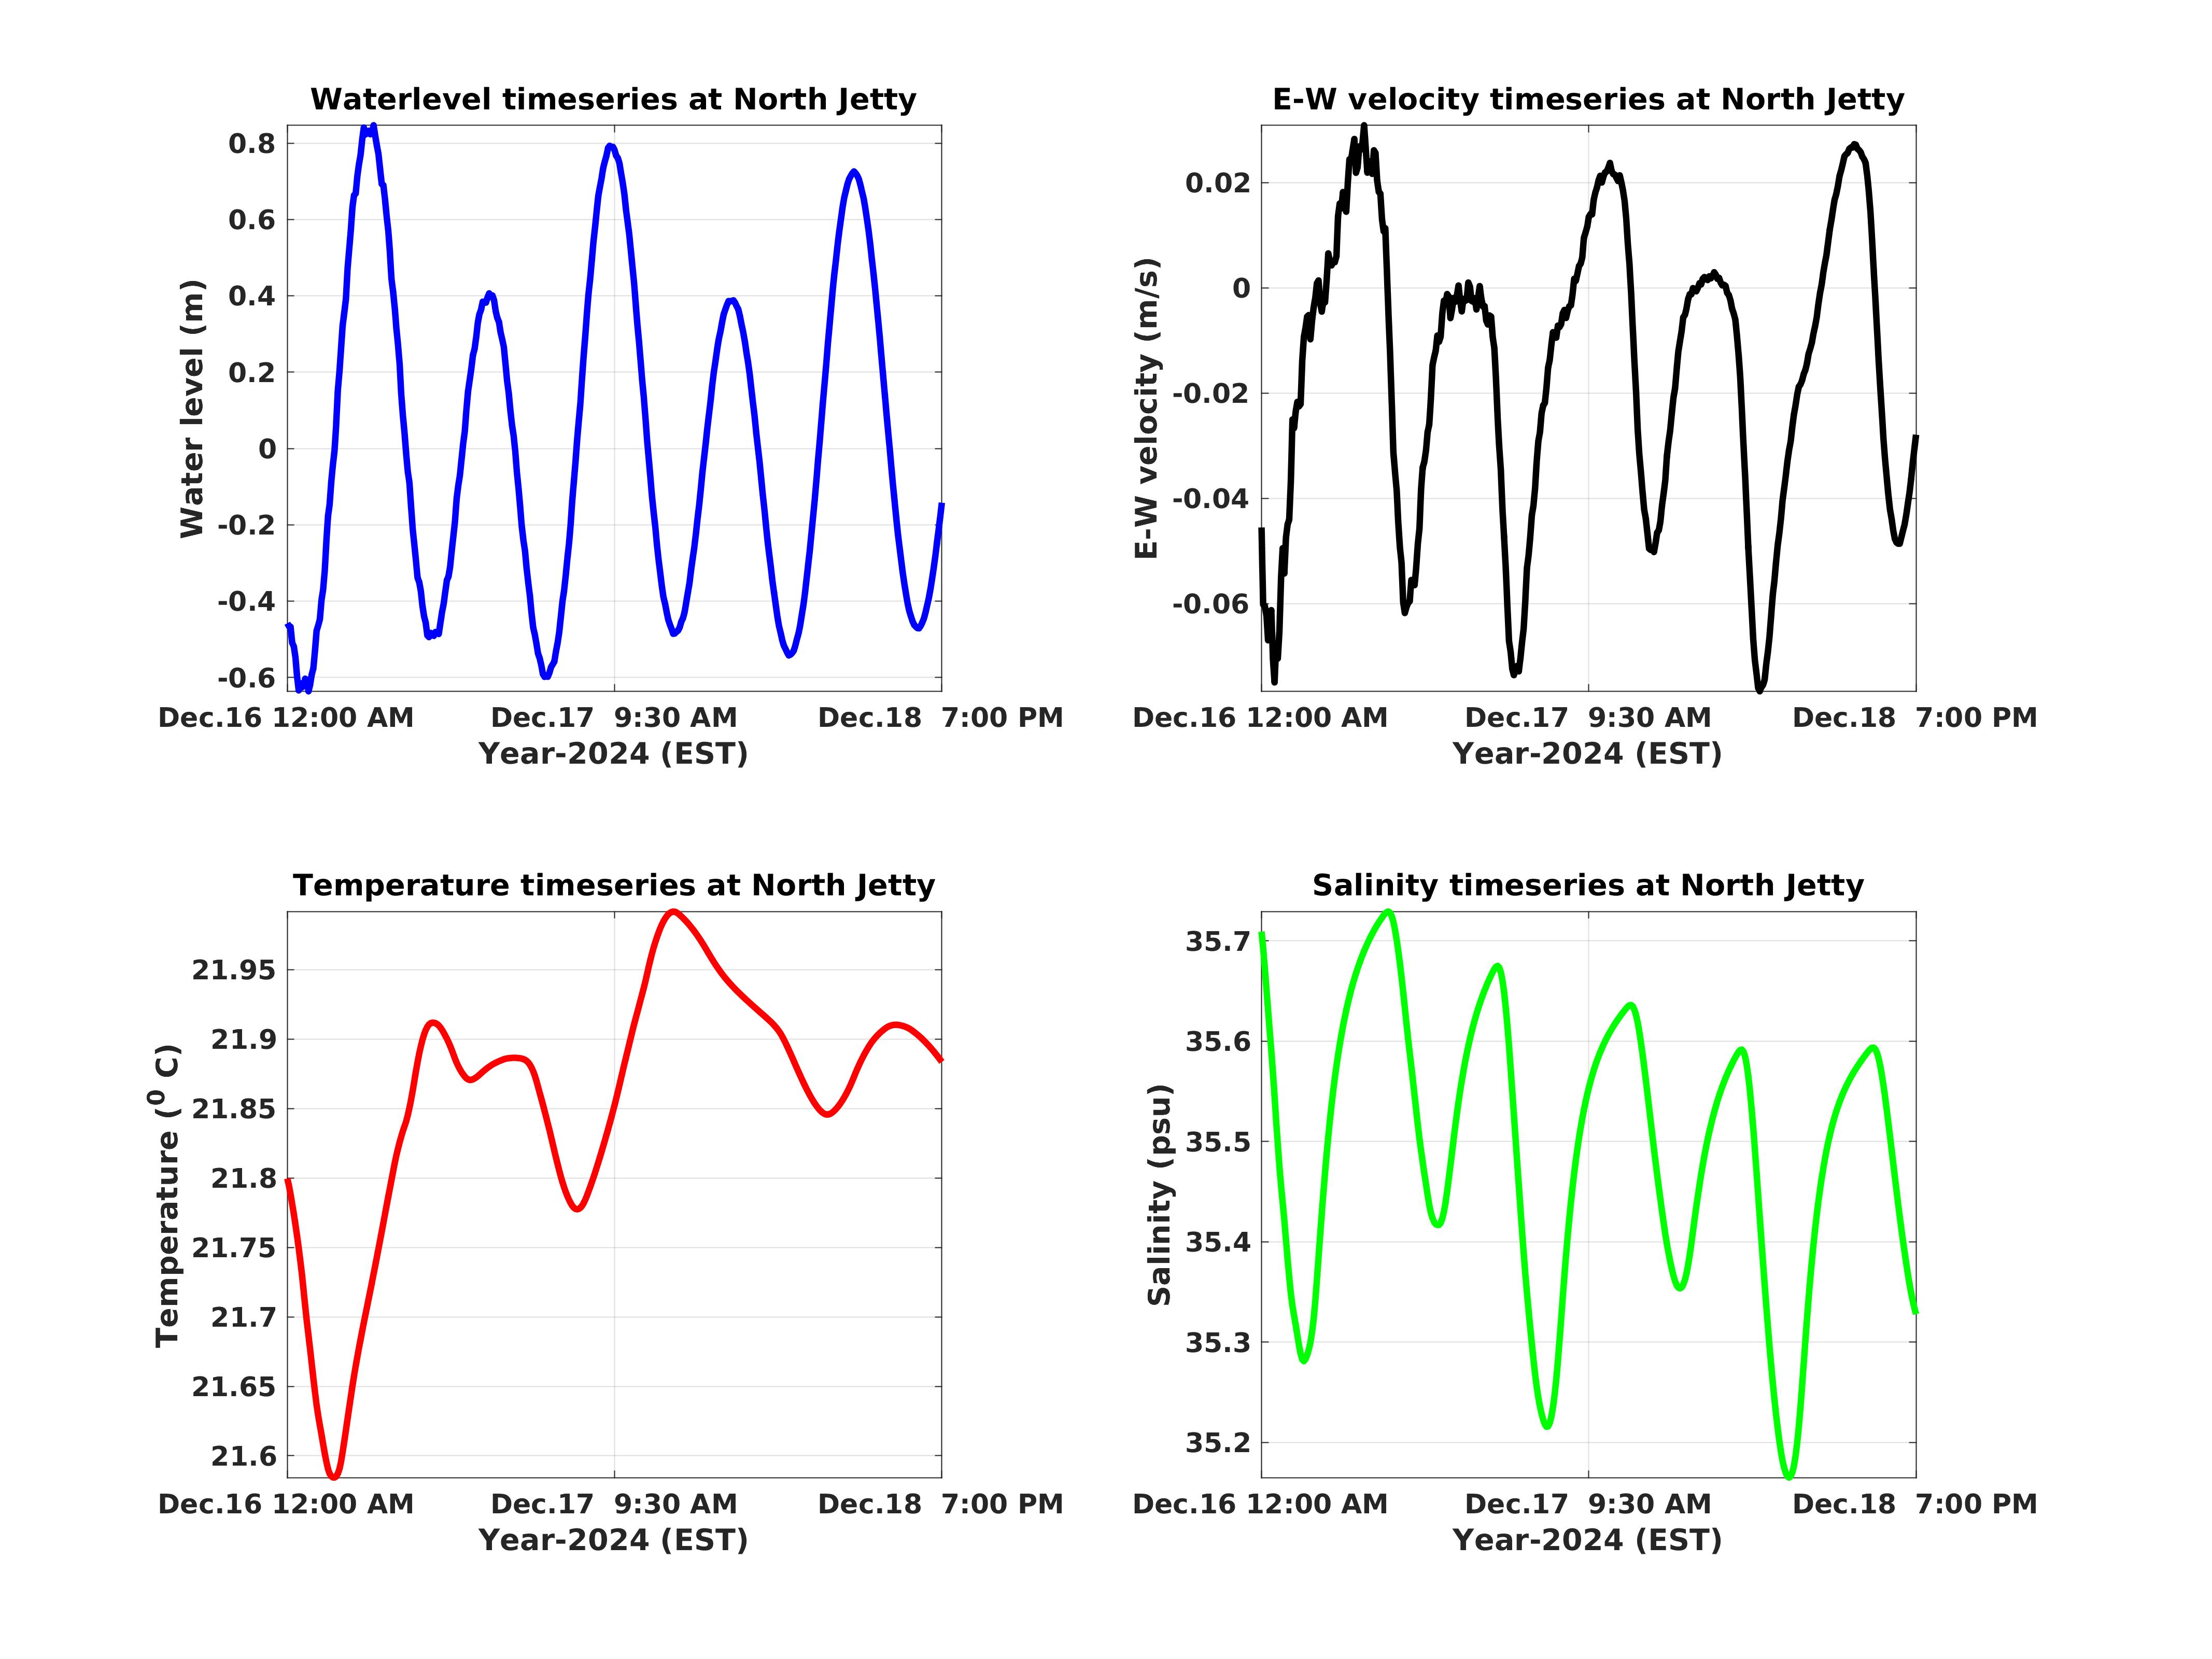 Waterlevel timeseries at North Jetty
0.8
0.6
0.4
0.2
0
-0.2
-0.4
-0.6
Water level (m)
Dec.16 12:00 AM
Dec.17 9:30 AM
Dec.18 7:00 PM
Year-2024 (EST)
E-W velocity timeseries at North Jetty
0.02
0
-0.02
-0.04
-0.06
E-W velocity (m/s)
Dec.16 12:00 AM
Dec.17 9:30 AM
Dec.18 7:00 PM
Year-2024 (EST)
Temperature timeseries at North Jetty
21.95
21.9
21.85
21.8
21.75
21.7
21.65
21.6
Temperature (⁰ C)
Dec.16 12:00 AM
Dec.17 9:30 AM
Dec.18 7:00 PM
Year-2024 (EST)
Salinity timeseries at North Jetty
35.7
35.6
35.5
35.4
35.3
35.2
Salinity (psu)
Dec.16 12:00 AM
Dec.17 9:30 AM
Dec.18 7:00 PM
Year-2024 (EST)